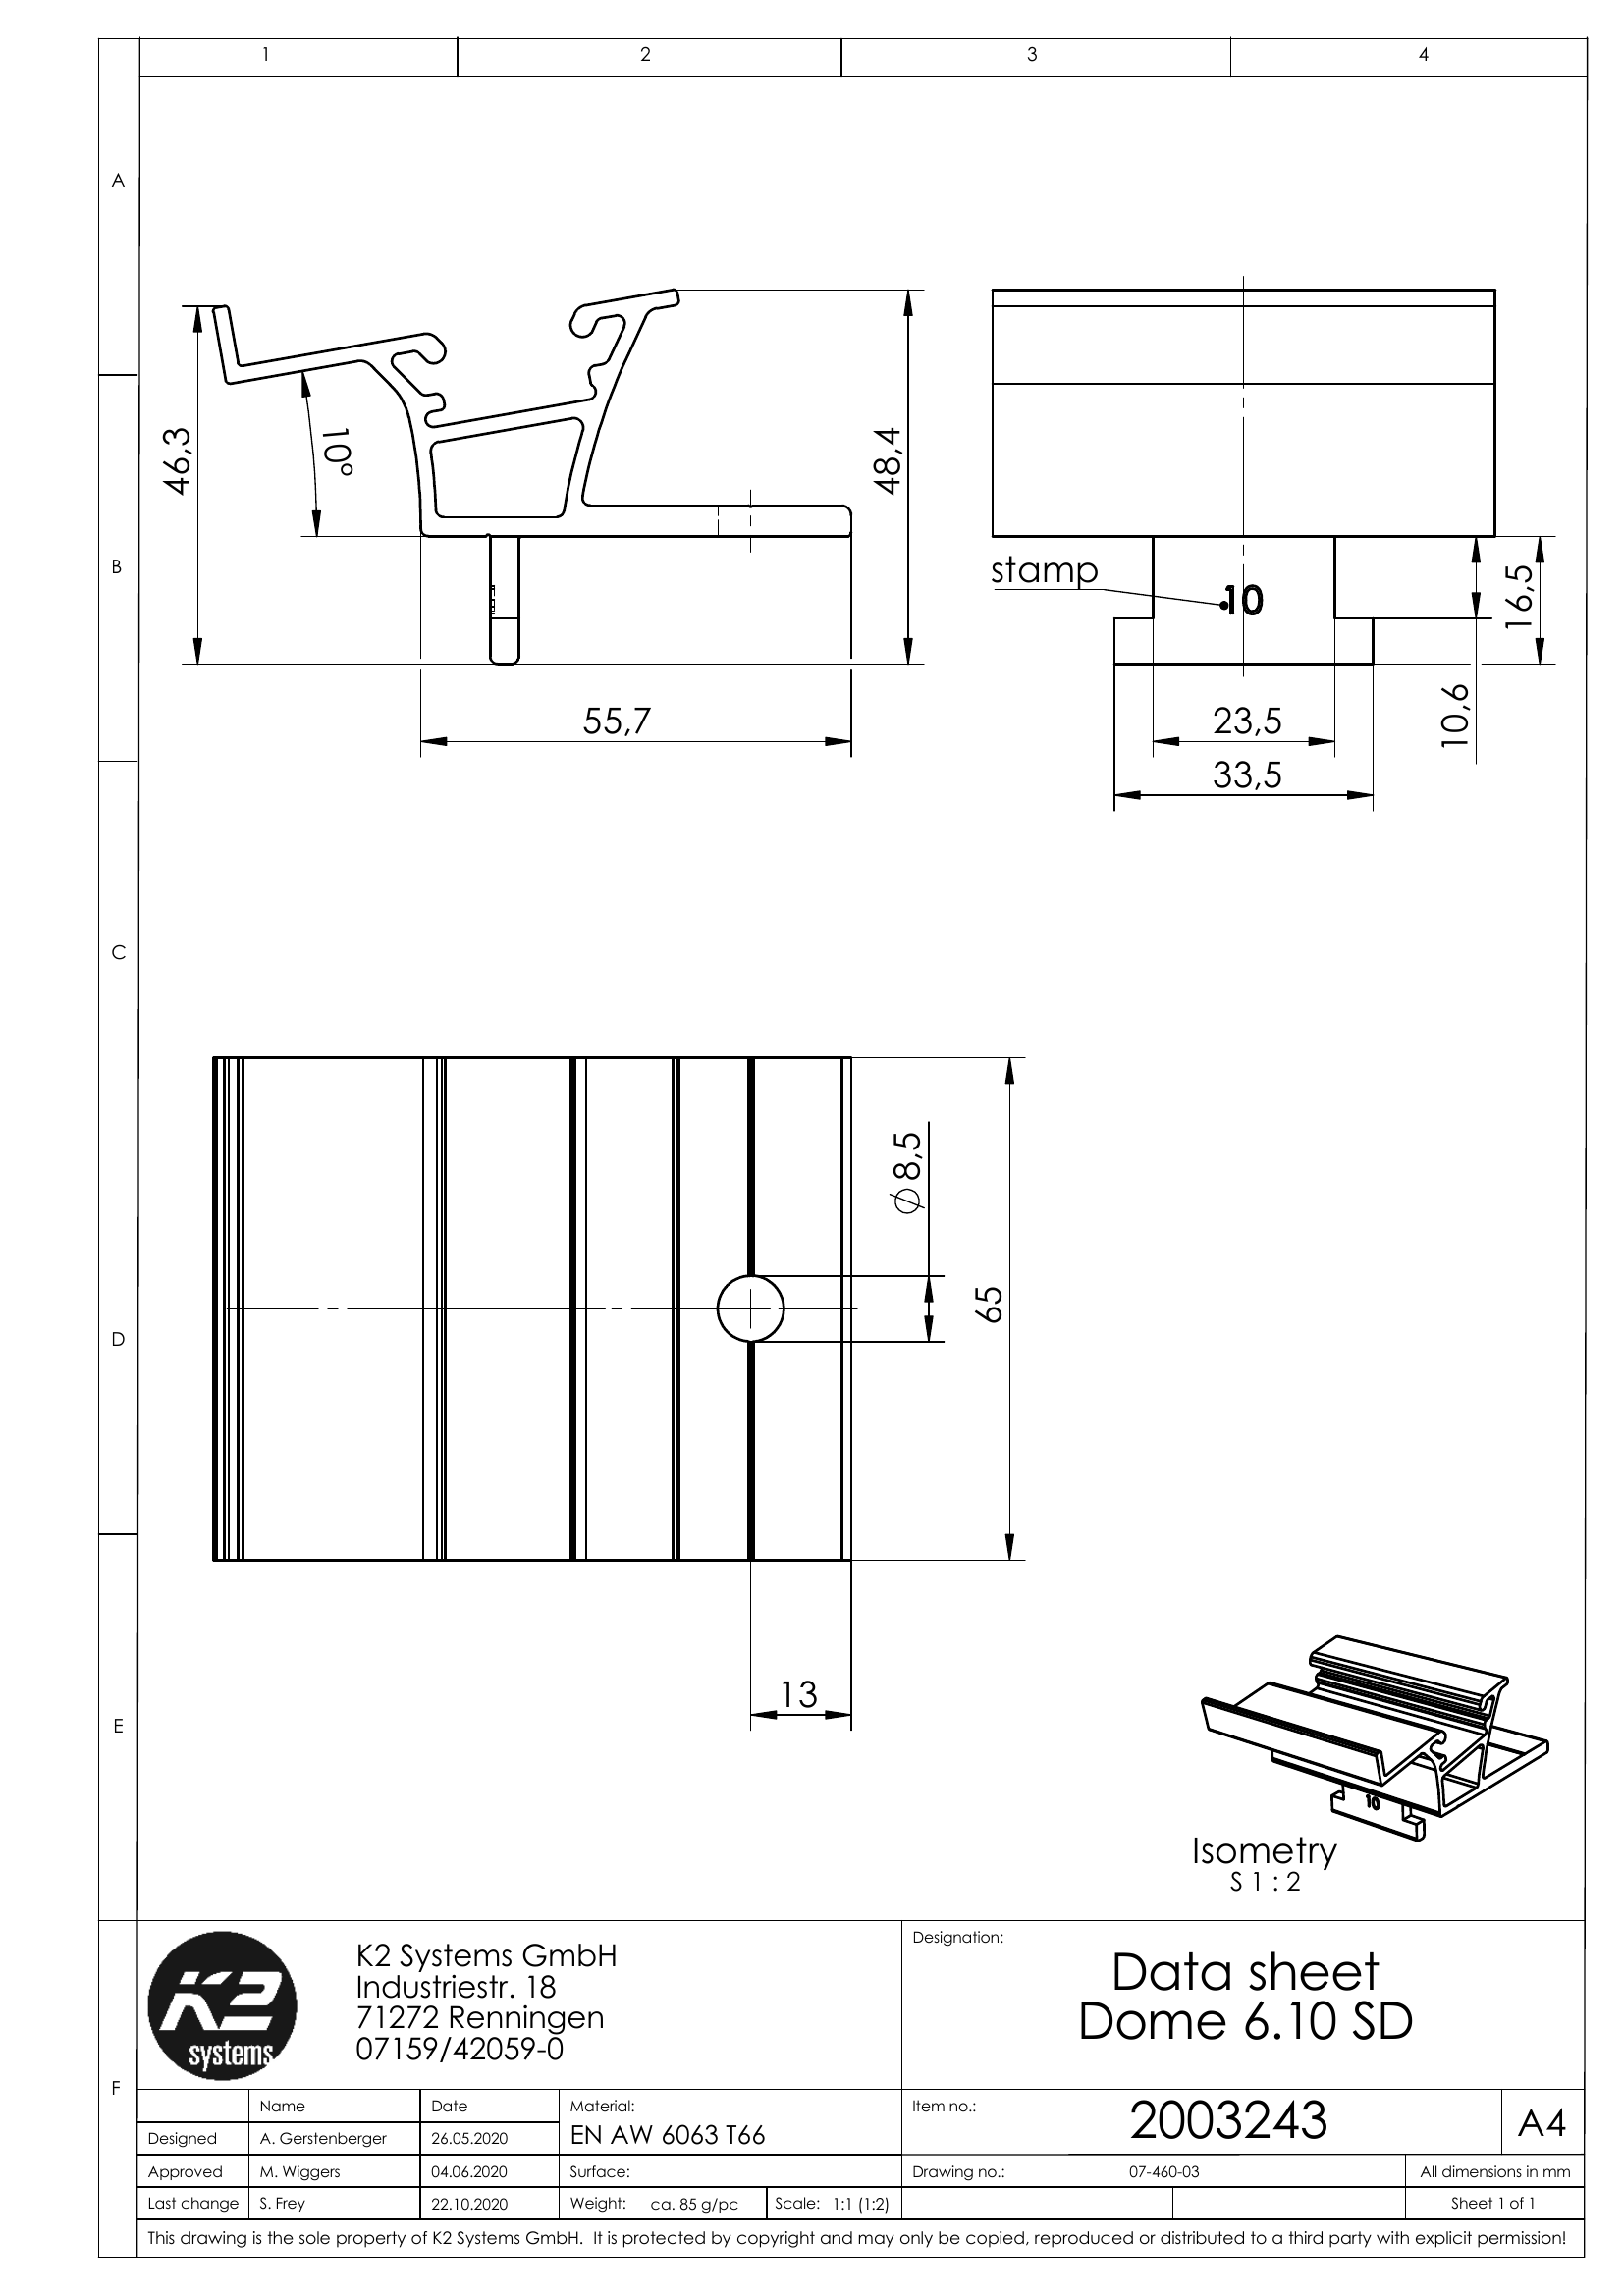 1 2 3 4
A
B
C
D
E
F
46,3
10°
48,4
55,7
stamp
10
16,5
10,6
23,5
33,5
⌀8,5
65
13
10
Isometry
S 1 : 2
K2
systems
K2 Systems GmbH
Industriestr. 18
71272 Renningen
07159/42059-0
Designation:
Data sheet
Dome 6.10 SD
Name Date Material:
Item no.: 2003243 A4
Designed A. Gerstenberger 26.05.2020 EN AW 6063 T66
Approved M. Wiggers 04.06.2020 Surface: Drawing no.: 07-460-03 All dimensions in mm
Last change S. Frey 22.10.2020 Weight: ca. 85 g/pc Scale: 1:1 (1:2) Sheet 1 of 1
This drawing is the sole property of K2 Systems GmbH. It is protected by copyright and may only be copied, reproduced or distributed to a third party with explicit permission!